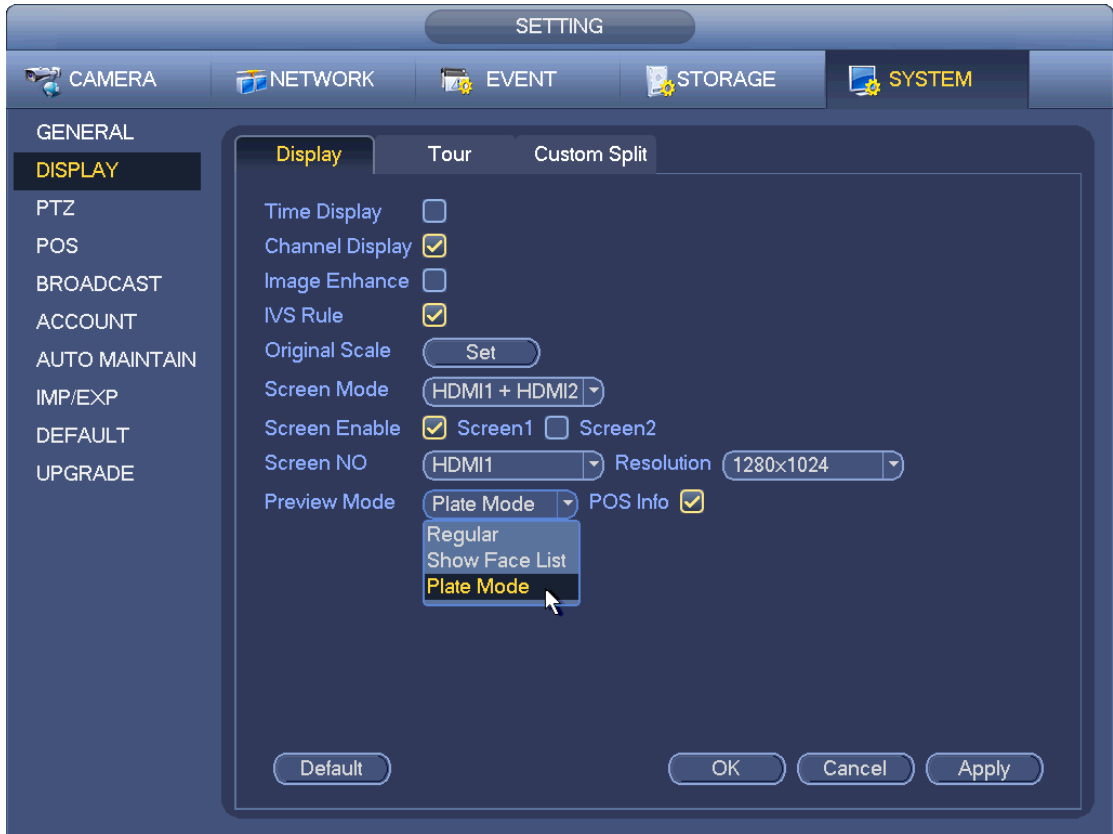 SETTING
CAMERA NETWORK EVENT STORAGE SYSTEM
GENERAL
DISPLAY
PTZ
POS
BROADCAST
ACCOUNT
AUTO MAINTAIN
IMP/EXP
DEFAULT
UPGRADE
Display Tour Custom Split
Time Display
Channel Display
Image Enhance
IVS Rule
Original Scale Set
Screen Mode HDMI1 + HDMI2
Screen Enable Screen1 Screen2
Screen NO HDMI1 Resolution 1280x1024
Preview Mode Plate Mode POS Info
Regular
Show Face List
Plate Mode
Default OK Cancel Apply